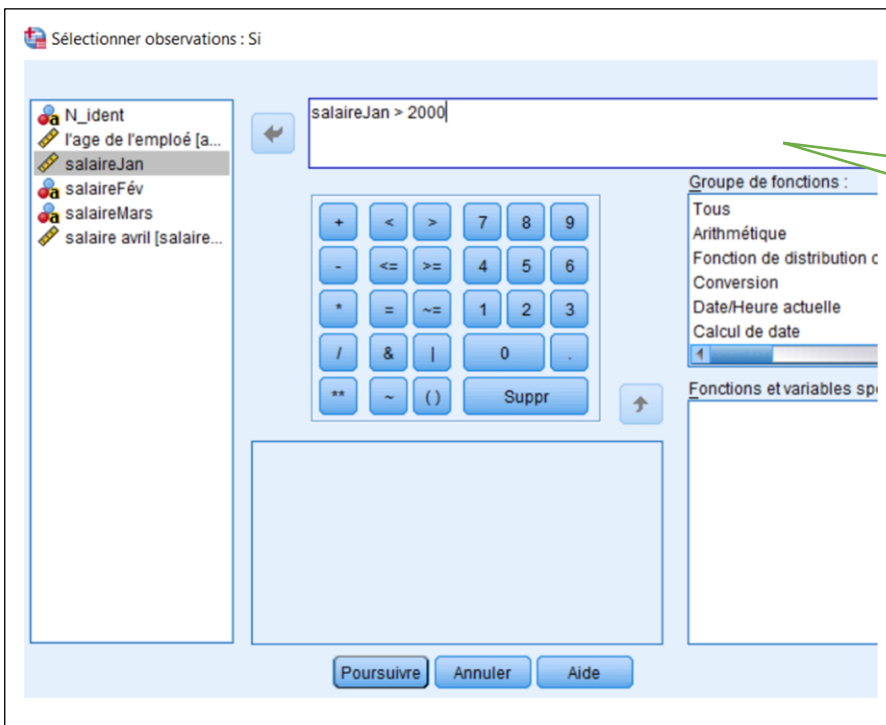 Sélectionner observations : Si
salaireJan > 2000
N_ident
l'age de l'emploé [a...
salaireJan
salaireFév
salaireMars
salaire avril [salaire...
+ < > 7 8 9
- <= >= 4 5 6
* = ~= 1 2 3
/ & | 0 .
** ~ () Suppr
Groupe de fonctions :
Tous
Arithmétique
Fonction de distribution c
Conversion
Date/Heure actuelle
Calcul de date
Fonctions et variables spé
Poursuivre Annuler Aide